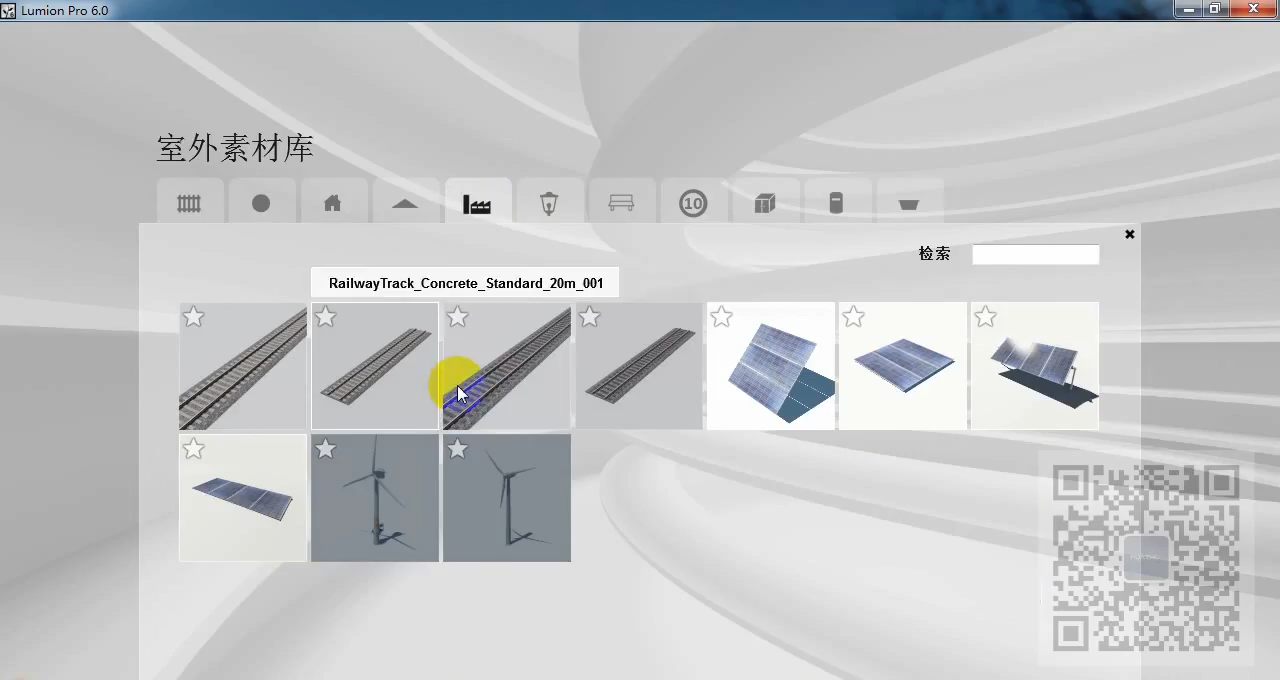 Lumion Pro 6.0
室外素材库
10
检索
RailwayTrack_Concrete_Standard_20m_001